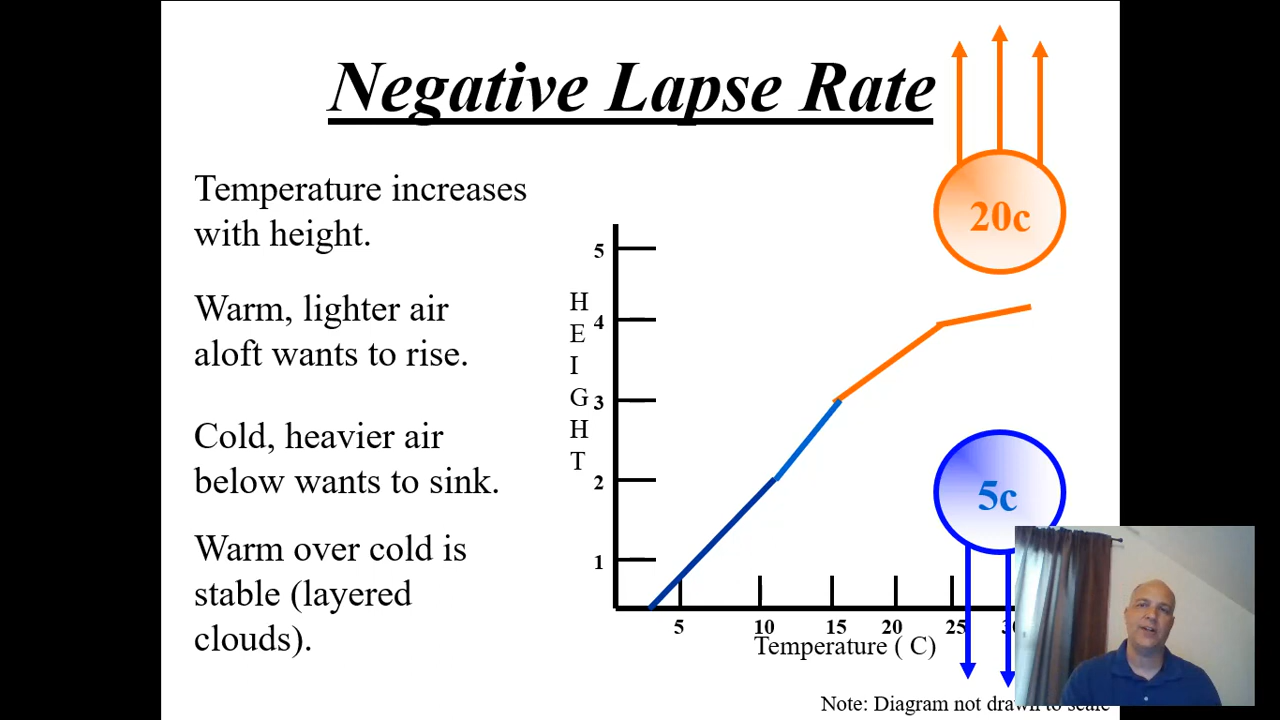 Negative Lapse Rate
Temperature increases
with height.
Warm, lighter air
aloft wants to rise.
Cold, heavier air
below wants to sink.
Warm over cold is
stable (layered
clouds).
HEIGHT
5
4
3
2
1
5 10 15 20 25
Temperature ( C)
20c
5c
Note: Diagram not drawn to scale